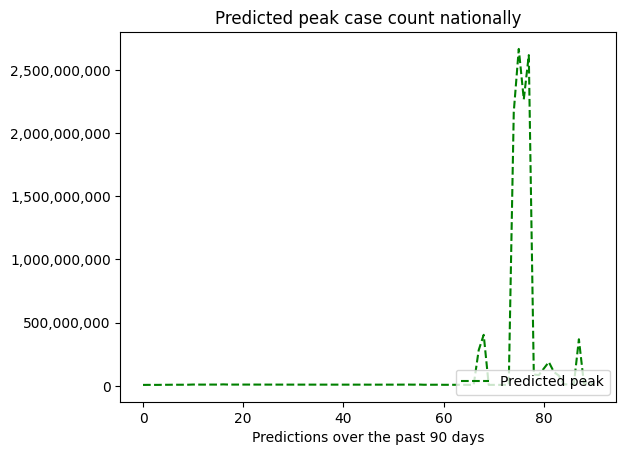 Predicted peak case count nationally
2,500,000,000
2,000,000,000
1,500,000,000
1,000,000,000
500,000,000
0
Predicted peak
0 20 40 60 80
Predictions over the past 90 days